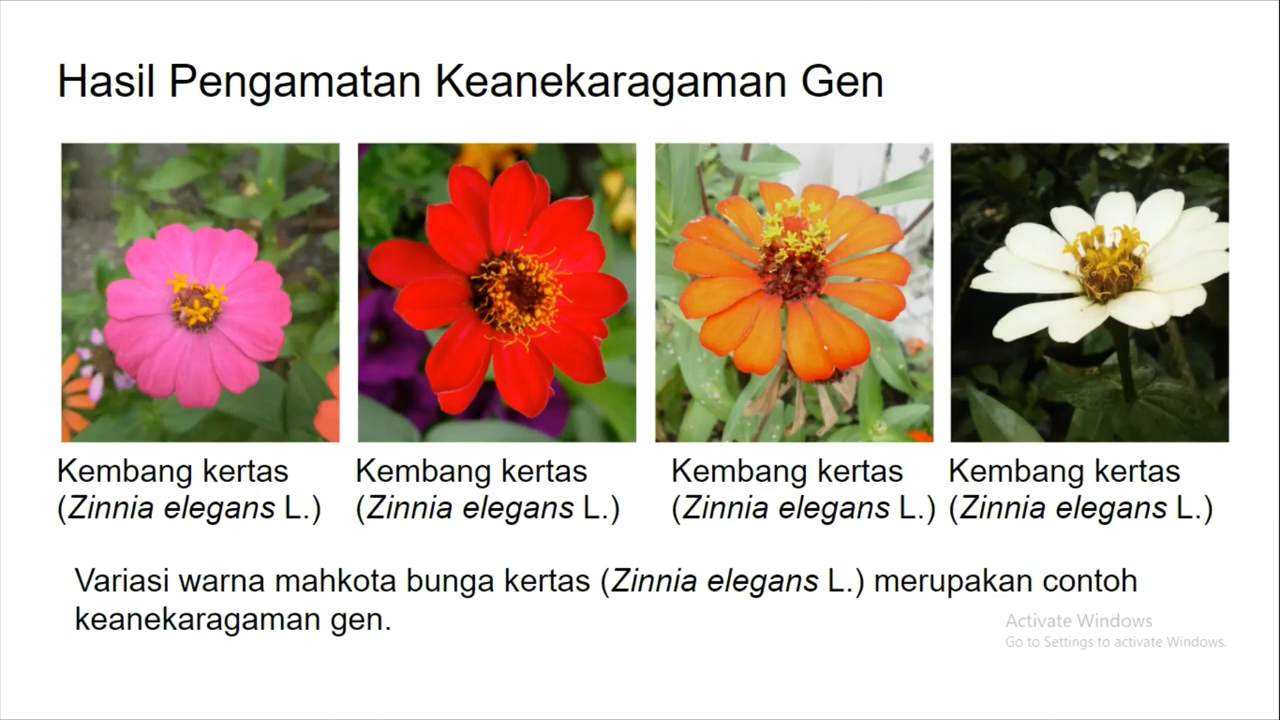 Hasil Pengamatan Keanekaragaman Gen
Kembang kertas
(Zinnia elegans L.)
Kembang kertas
(Zinnia elegans L.)
Kembang kertas
(Zinnia elegans L.)
Kembang kertas
(Zinnia elegans L.)
Variasi warna mahkota bunga kertas (Zinnia elegans L.) merupakan contoh
keanekaragaman gen.
Activate Windows
Go to Settings to activate Windows.